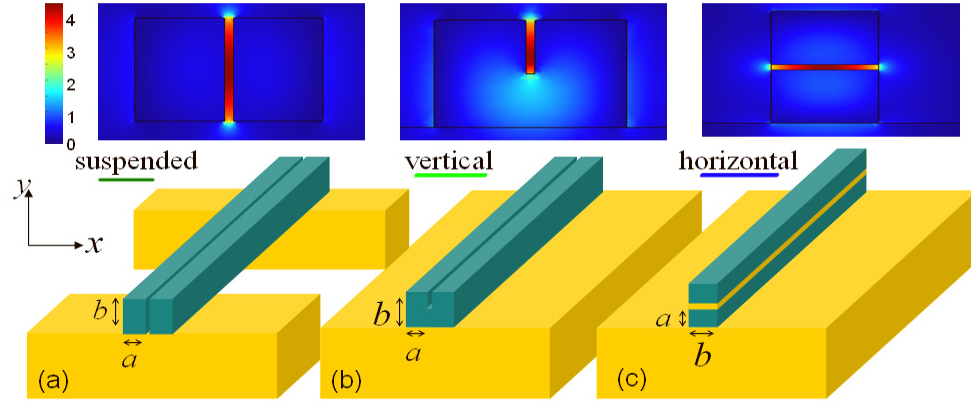 4
3
2
1
0
suspended
vertical
horizontal
y
x
b
a
(a)
b
a
(b)
a
b
(c)